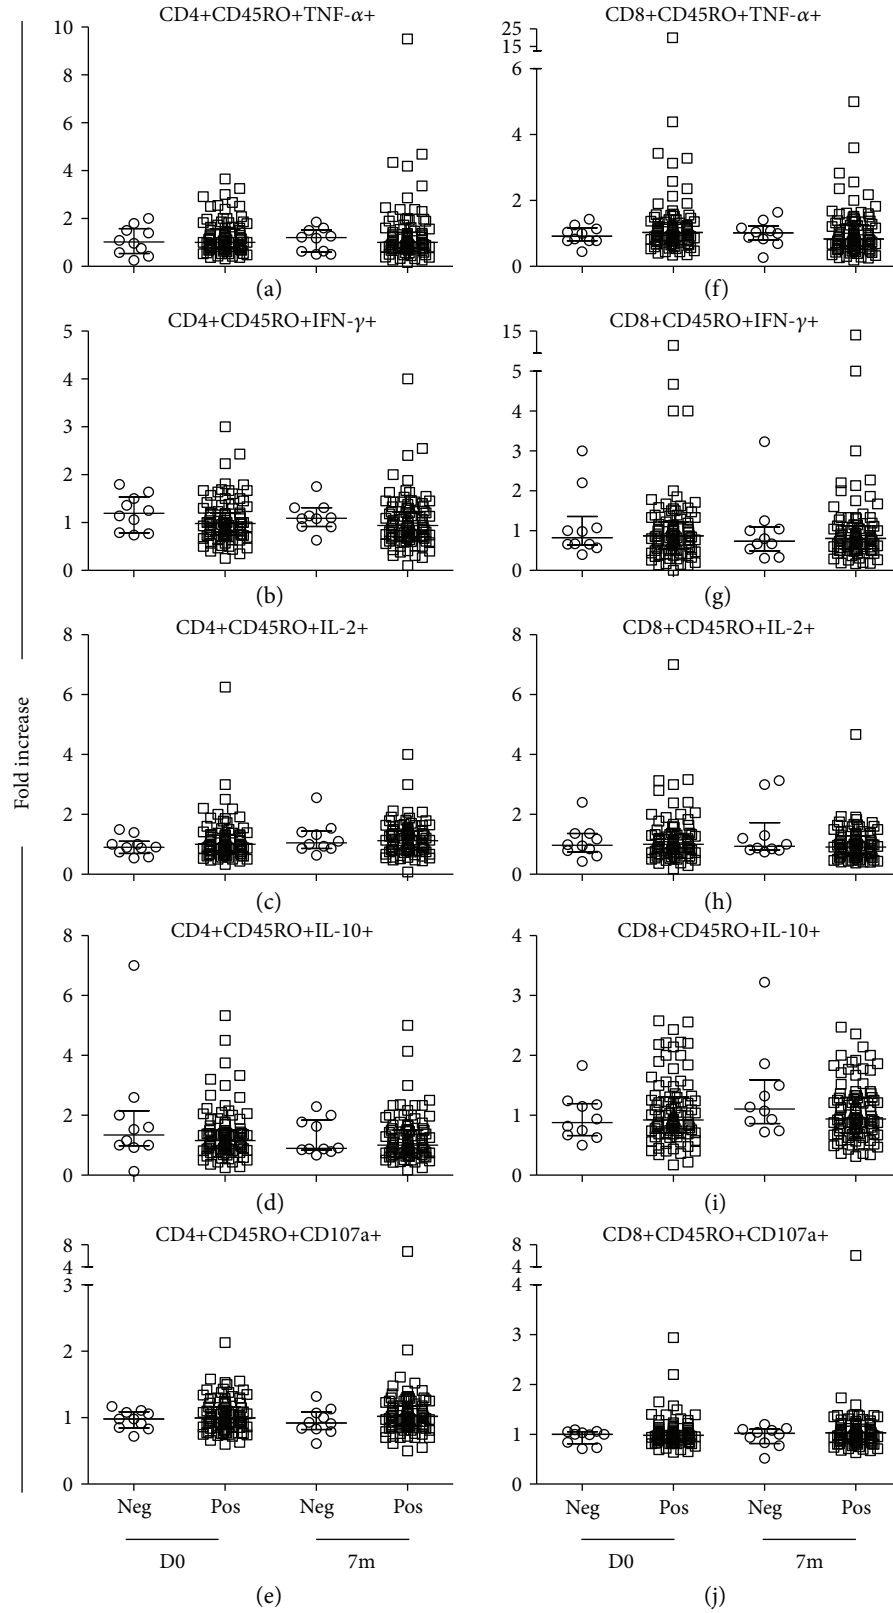 CD4+CD45RO+TNF-α+
10
8
6
4
2
0
(a)
CD8+CD45RO+TNF-α+
25
15
6
4
2
0
(f)
CD4+CD45RO+IFN-γ+
5
4
3
2
1
0
(b)
CD8+CD45RO+IFN-γ+
15
5
4
3
2
1
0
(g)
Fold increase
CD4+CD45RO+IL-2+
8
6
4
2
0
(c)
CD8+CD45RO+IL-2+
8
6
4
2
0
(h)
CD4+CD45RO+IL-10+
8
6
4
2
0
(d)
CD8+CD45RO+IL-10+
4
3
2
1
0
(i)
CD4+CD45RO+CD107a+
8
4
3
2
1
0
Neg Pos Neg Pos
D0 7m
(e)
CD8+CD45RO+CD107a+
8
4
4
3
2
1
0
Neg Pos Neg Pos
D0 7m
(j)